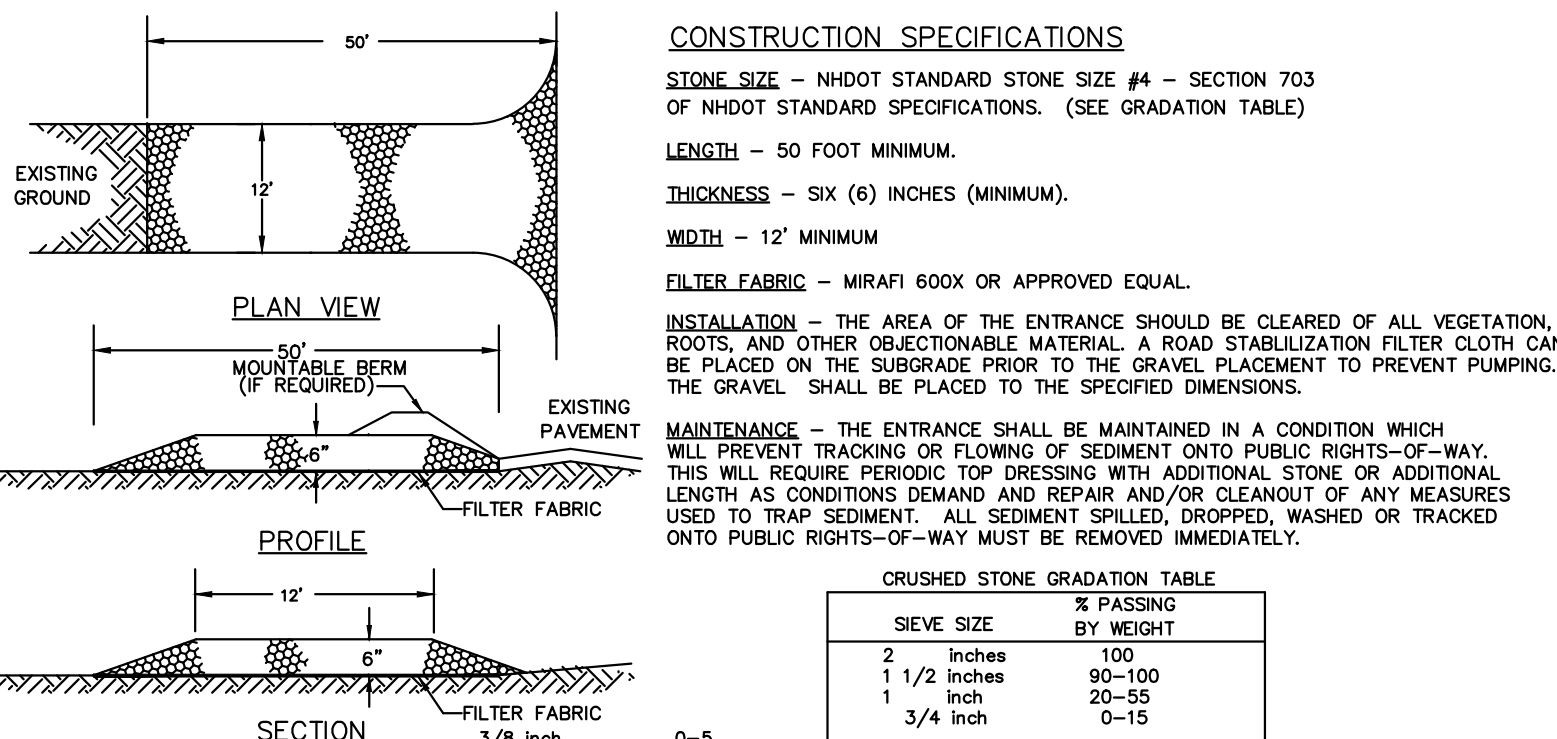 50'
EXISTING
GROUND
12'
PLAN VIEW
50'
MOUNTABLE BERM
(IF REQUIRED)
EXISTING
PAVEMENT
6"
FILTER FABRIC
PROFILE
12'
6"
FILTER FABRIC
SECTION
CONSTRUCTION SPECIFICATIONS
STONE SIZE – NHDOT STANDARD STONE SIZE #4 – SECTION 703
OF NHDOT STANDARD SPECIFICATIONS. (SEE GRADATION TABLE)
LENGTH – 50 FOOT MINIMUM.
THICKNESS – SIX (6) INCHES (MINIMUM).
WIDTH – 12' MINIMUM
FILTER FABRIC – MIRAFI 600X OR APPROVED EQUAL.
INSTALLATION – THE AREA OF THE ENTRANCE SHOULD BE CLEARED OF ALL VEGETATION,
ROOTS, AND OTHER OBJECTIONABLE MATERIAL. A ROAD STABLILIZATION FILTER CLOTH CAN
BE PLACED ON THE SUBGRADE PRIOR TO THE GRAVEL PLACEMENT TO PREVENT PUMPING.
THE GRAVEL SHALL BE PLACED TO THE SPECIFIED DIMENSIONS.
MAINTENANCE – THE ENTRANCE SHALL BE MAINTAINED IN A CONDITION WHICH
WILL PREVENT TRACKING OR FLOWING OF SEDIMENT ONTO PUBLIC RIGHTS–OF–WAY.
THIS WILL REQUIRE PERIODIC TOP DRESSING WITH ADDITIONAL STONE OR ADDITIONAL
LENGTH AS CONDITIONS DEMAND AND REPAIR AND/OR CLEANOUT OF ANY MEASURES
USED TO TRAP SEDIMENT. ALL SEDIMENT SPILLED, DROPPED, WASHED OR TRACKED
ONTO PUBLIC RIGHTS–OF–WAY MUST BE REMOVED IMMEDIATELY.
CRUSHED STONE GRADATION TABLE
SIEVE SIZE % PASSING BY WEIGHT
2 inches 100
1 1/2 inches 90–100
1 inch 20–55
3/4 inch 0–15
3/8 inch 0–5